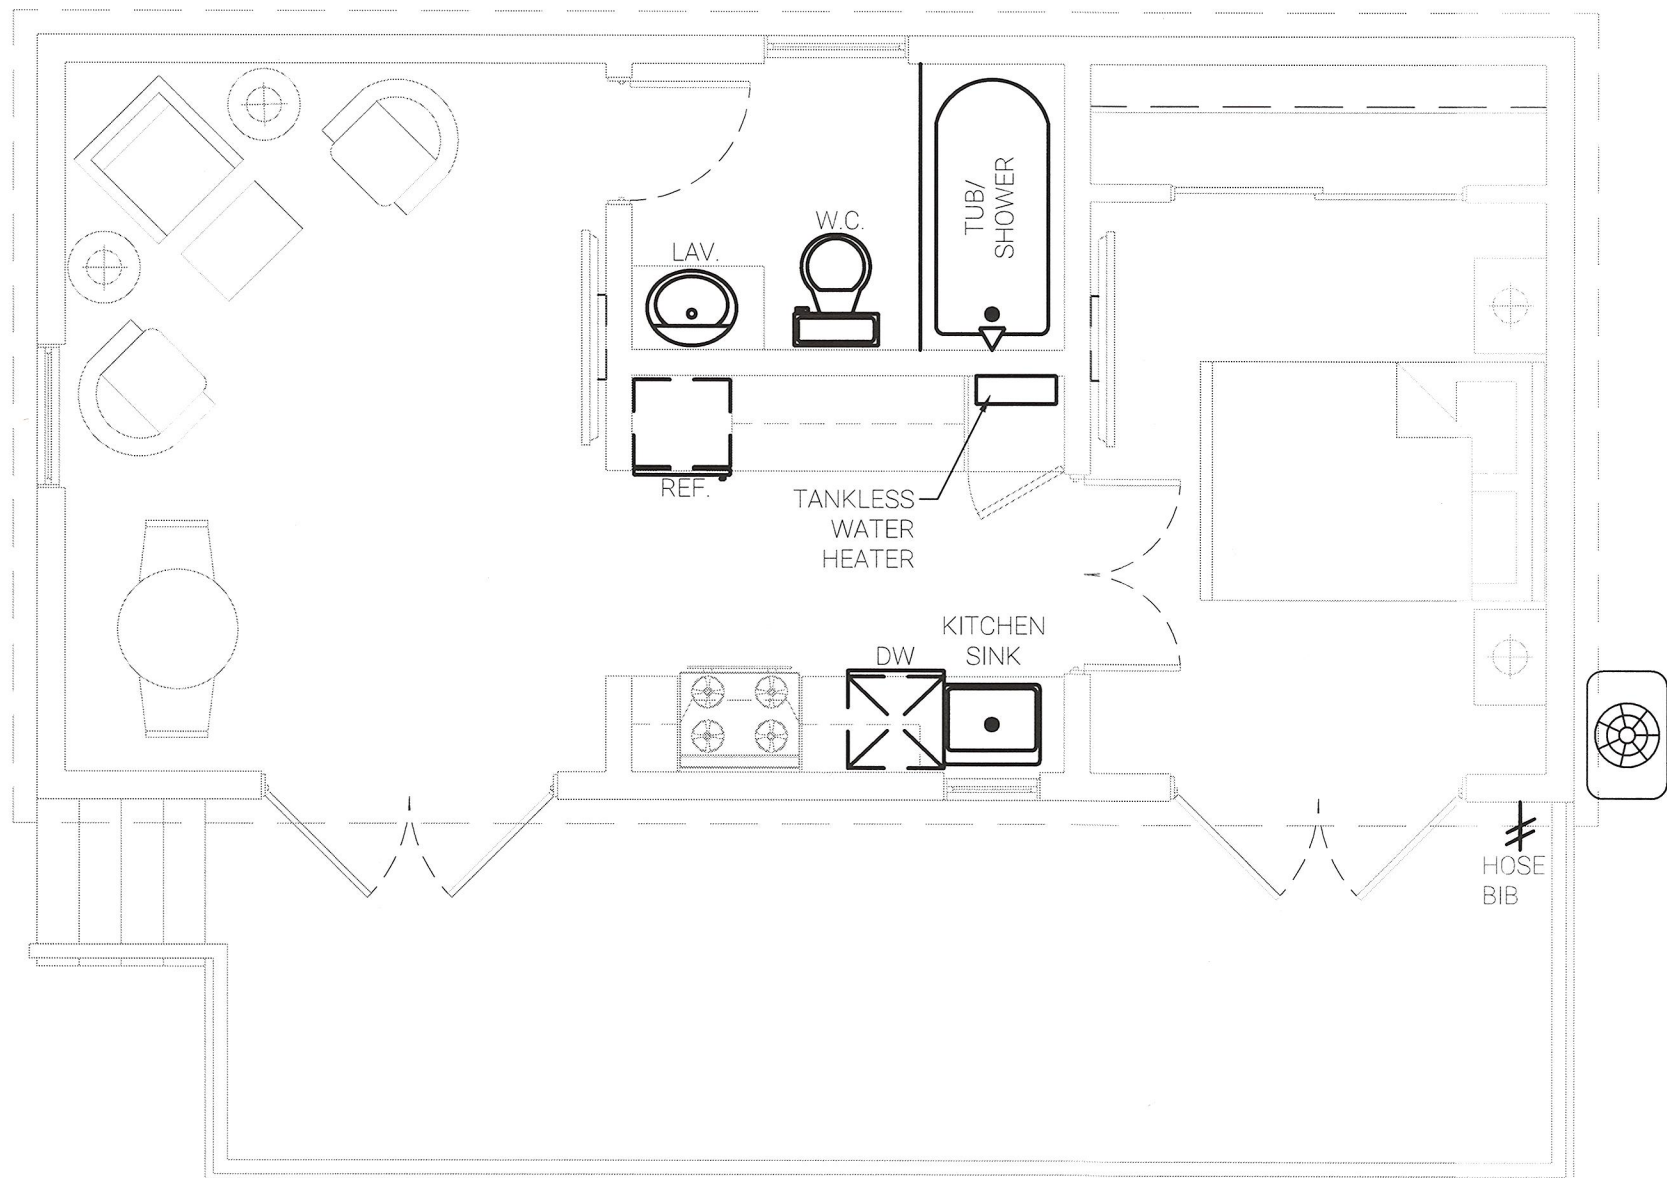 W.C.
LAV.
TUB/
SHOWER
REF.
TANKLESS
WATER
HEATER
KITCHEN
SINK
DW
HOSE
BIB